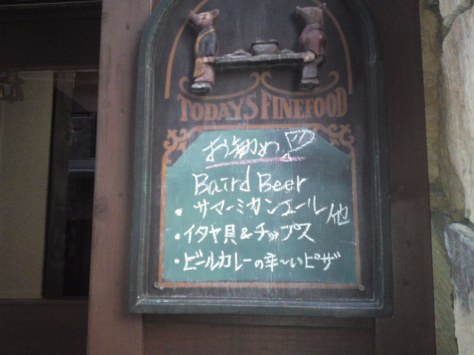 TODAY'S FINEFOOD
お勧め!!
Baird Beer
・サマーミカンエール他
・イタヤ貝&チップス
・ビールカレーの辛〜いピザ